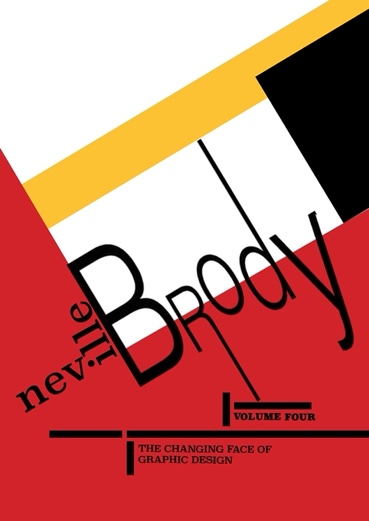 neville
Brody
VOLUME FOUR
THE CHANGING FACE OF
GRAPHIC DESIGN